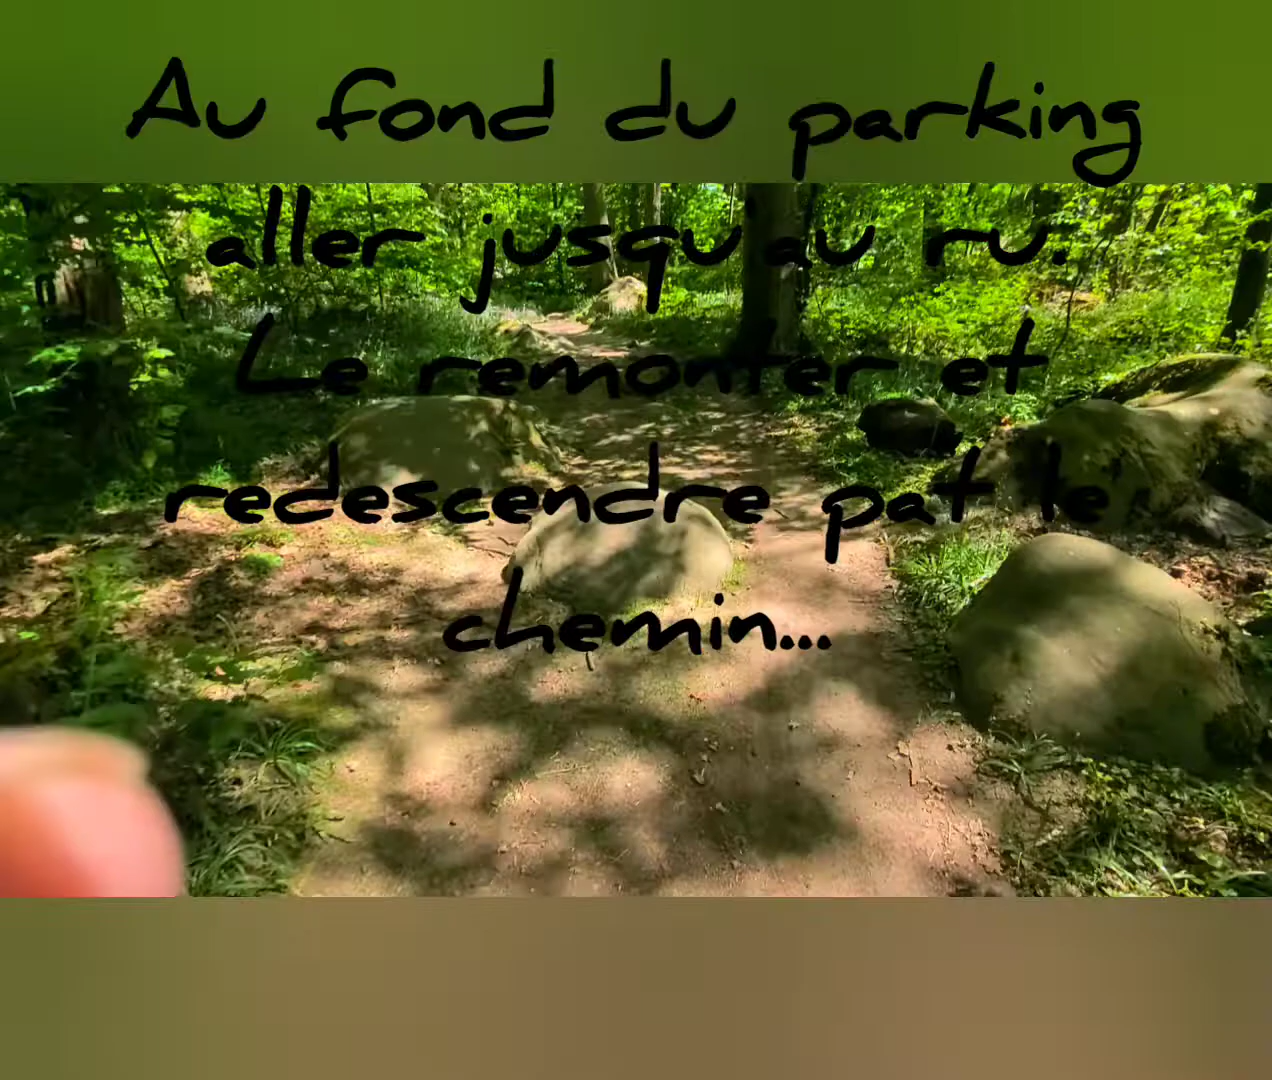 Au fond du parking
aller jusqu'au ru.
Le remonter et
redescendre pat le
chemin...